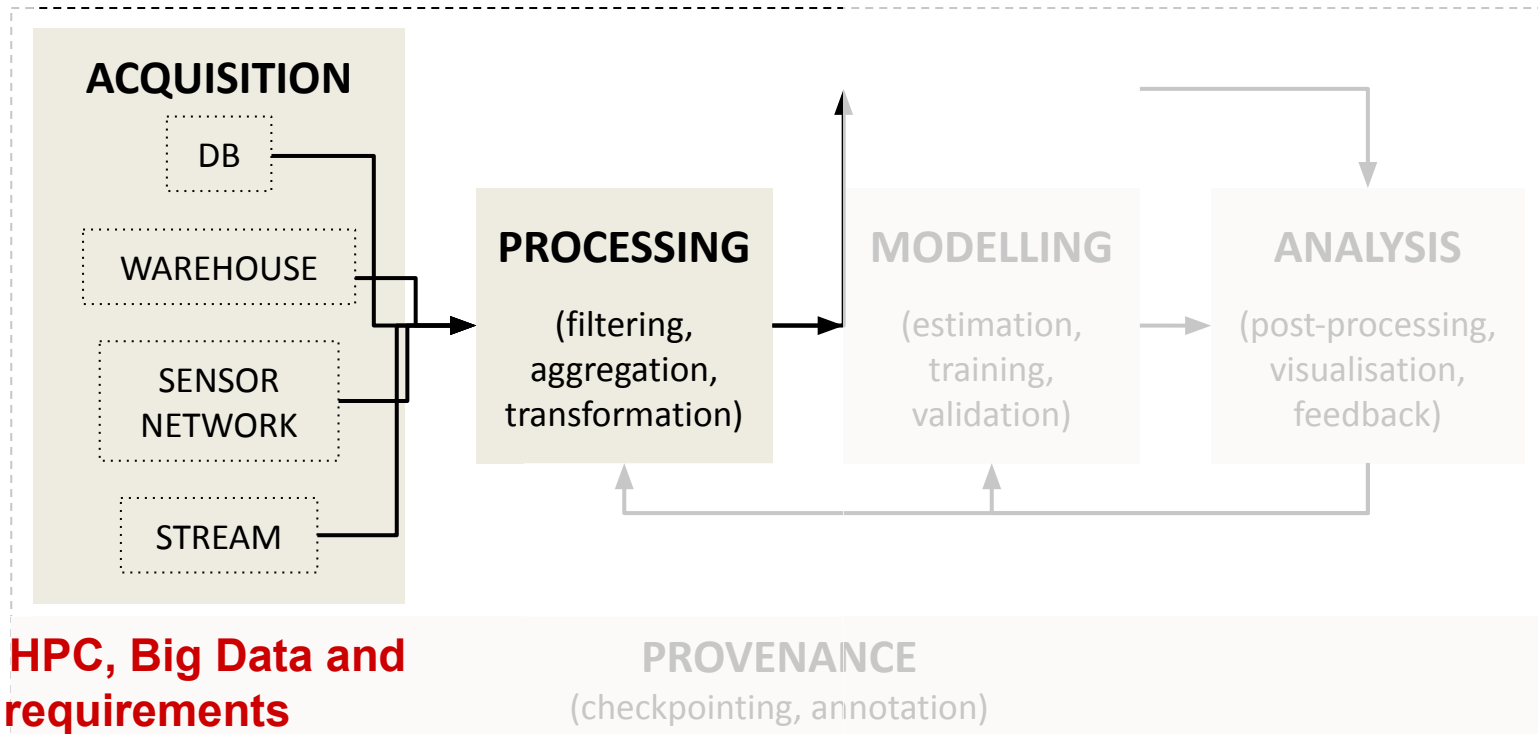 ACQUISITION
DB
WAREHOUSE
SENSOR
NETWORK
STREAM
PROCESSING
(filtering,
aggregation,
transformation)
MODELLING
(estimation,
training,
validation)
ANALYSIS
(post-processing,
visualisation,
feedback)
HPC, Big Data and
requirements
PROVENANCE
(checkpointing, annotation)